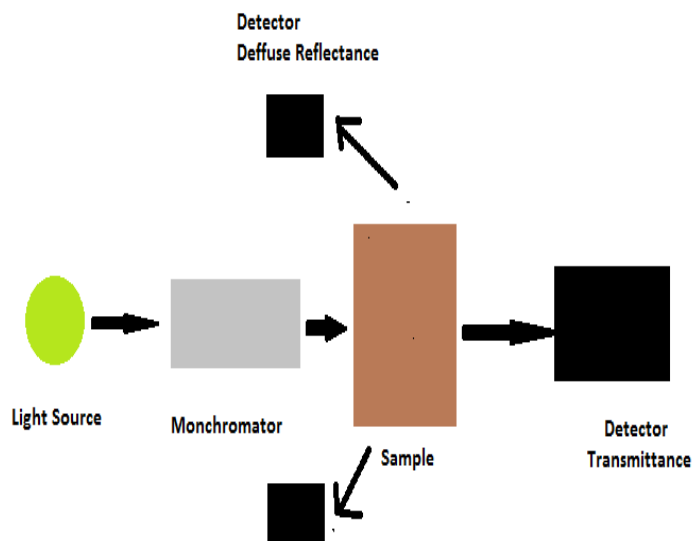 Detector
Deffuse Reflectance
Light Source
Monchromator
Sample
Detector
Transmittance